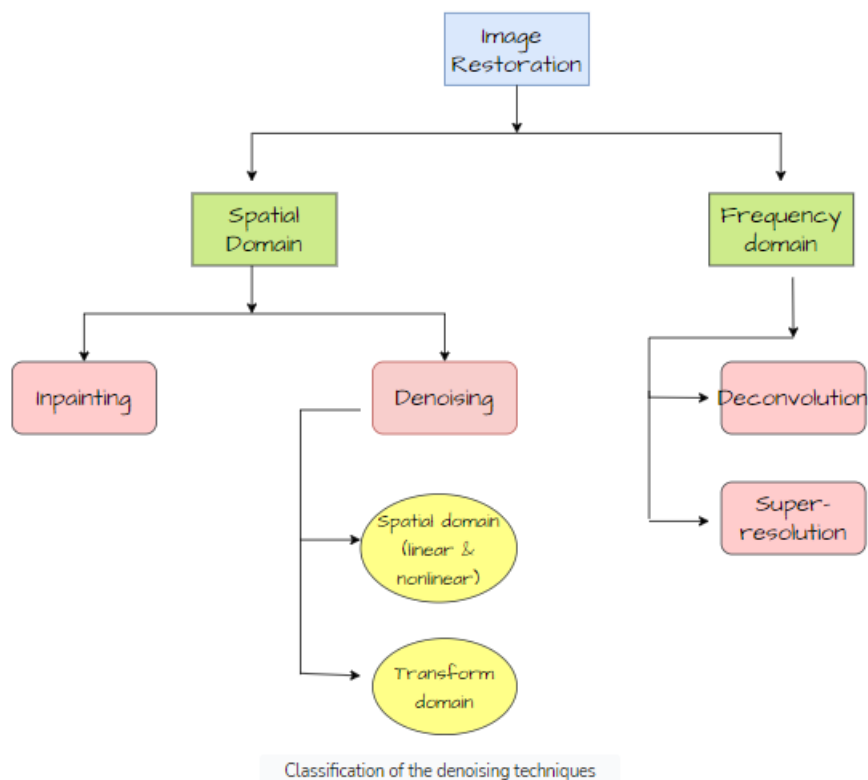 Image
Restoration
Spatial
Domain
Frequency
domain
Inpainting
Denoising
Deconvolution
Spatial domain
(linear &
nonlinear)
Super-
resolution
Transform
domain
Classification of the denoising techniques